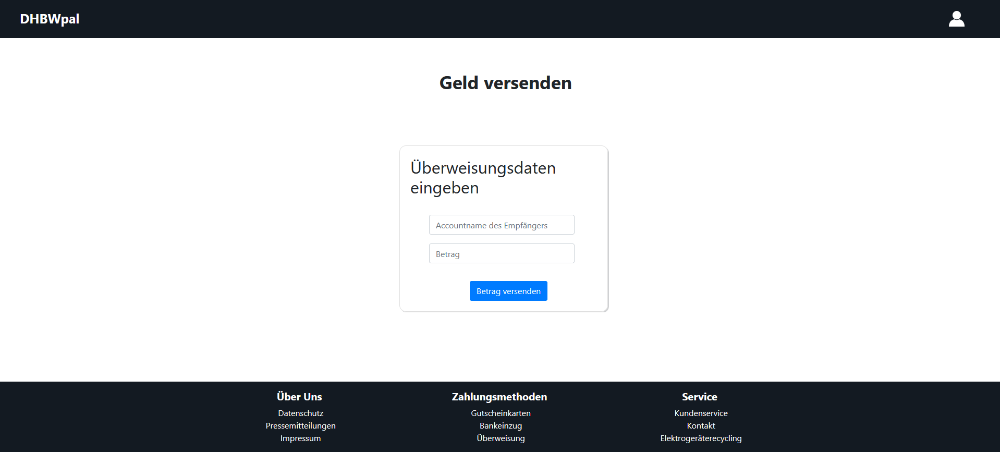 DHBWpal
Geld versenden
Überweisungsdaten
eingeben
Accountname des Empfängers
Betrag
Betrag versenden
Über Uns
Datenschutz
Pressemitteilungen
Impressum
Zahlungsmethoden
Gutscheinkarten
Bankeinzug
Überweisung
Service
Kundenservice
Kontakt
Elektrogeräterecycling